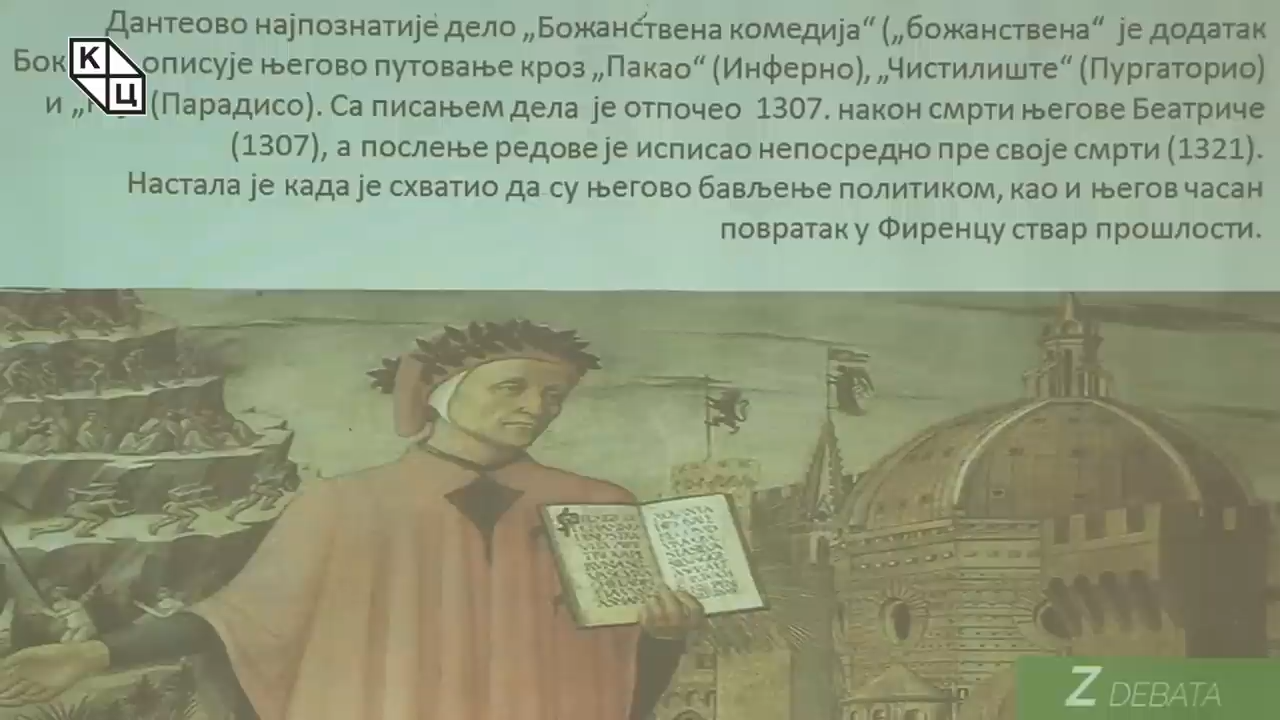 Дантеово најпознатије дело „Божанствена комедија“ („божанствена“ је додатак
описује његово путовање кроз „Пакао“ (Инферно), „Чистилиште“ (Пургаторио)
и (Парадисо). Са писањем дела је отпочео 1307. након смрти његове Беатриче
(1307), а послење редове је исписао непосредно пре своје смрти (1321).
Настала је када је схватио да су његово бављење политиком, као и његов часан
повратак у Фиренцу ствар прошлости.
К
Ц
Z DEBATA